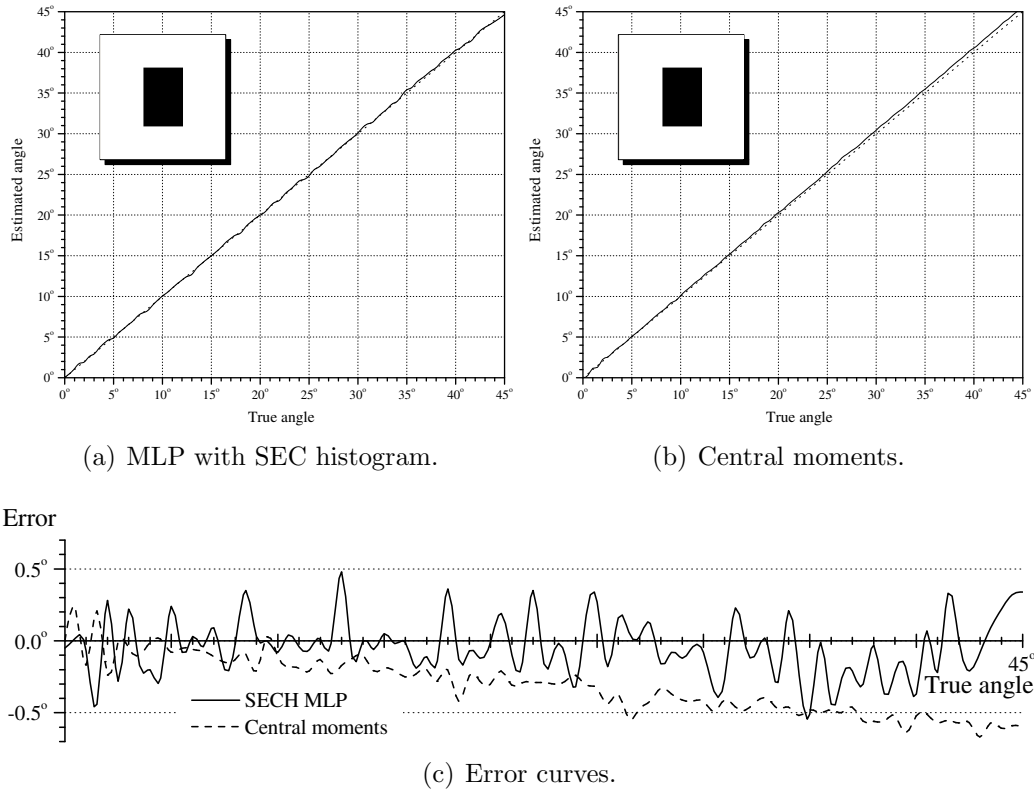 45° 45°
40° 40°
35° 35°
30° 30°
Estimated angle Estimated angle
25° 25°
20° 20°
15° 15°
10° 10°
5° 5°
0° 0°
0° 5° 10° 15° 20° 25° 30° 35° 40° 45° 0° 5° 10° 15° 20° 25° 30° 35° 40° 45°
True angle True angle
(a) MLP with SEC histogram. (b) Central moments.
Error
0.5°
0.0°
45°
True angle
SECH MLP
-0.5°
Central moments
(c) Error curves.